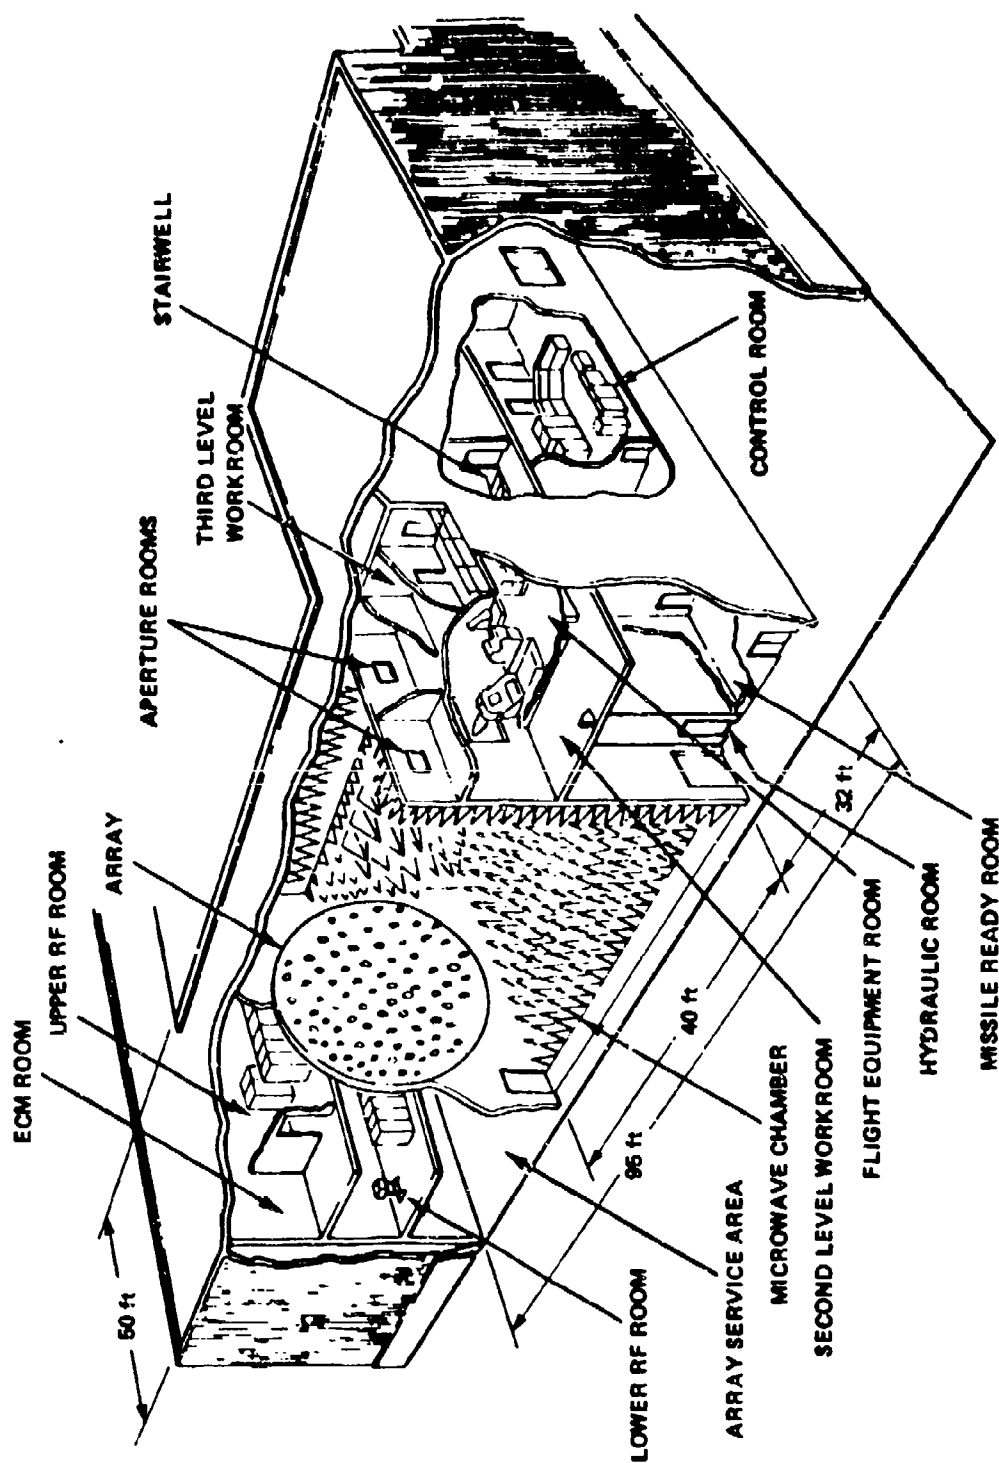 ECM ROOM
UPPER RF ROOM
ARRAY
APERTURE ROOMS
THIRD LEVEL
WORKROOM
STAIRWELL
50 ft
CONTROL ROOM
32 ft
40 ft
95 ft
LOWER RF ROOM
ARRAY SERVICE AREA
MICROWAVE CHAMBER
SECOND LEVEL WORKROOM
FLIGHT EQUIPMENT ROOM
HYDRAULIC ROOM
MISSILE READY ROOM